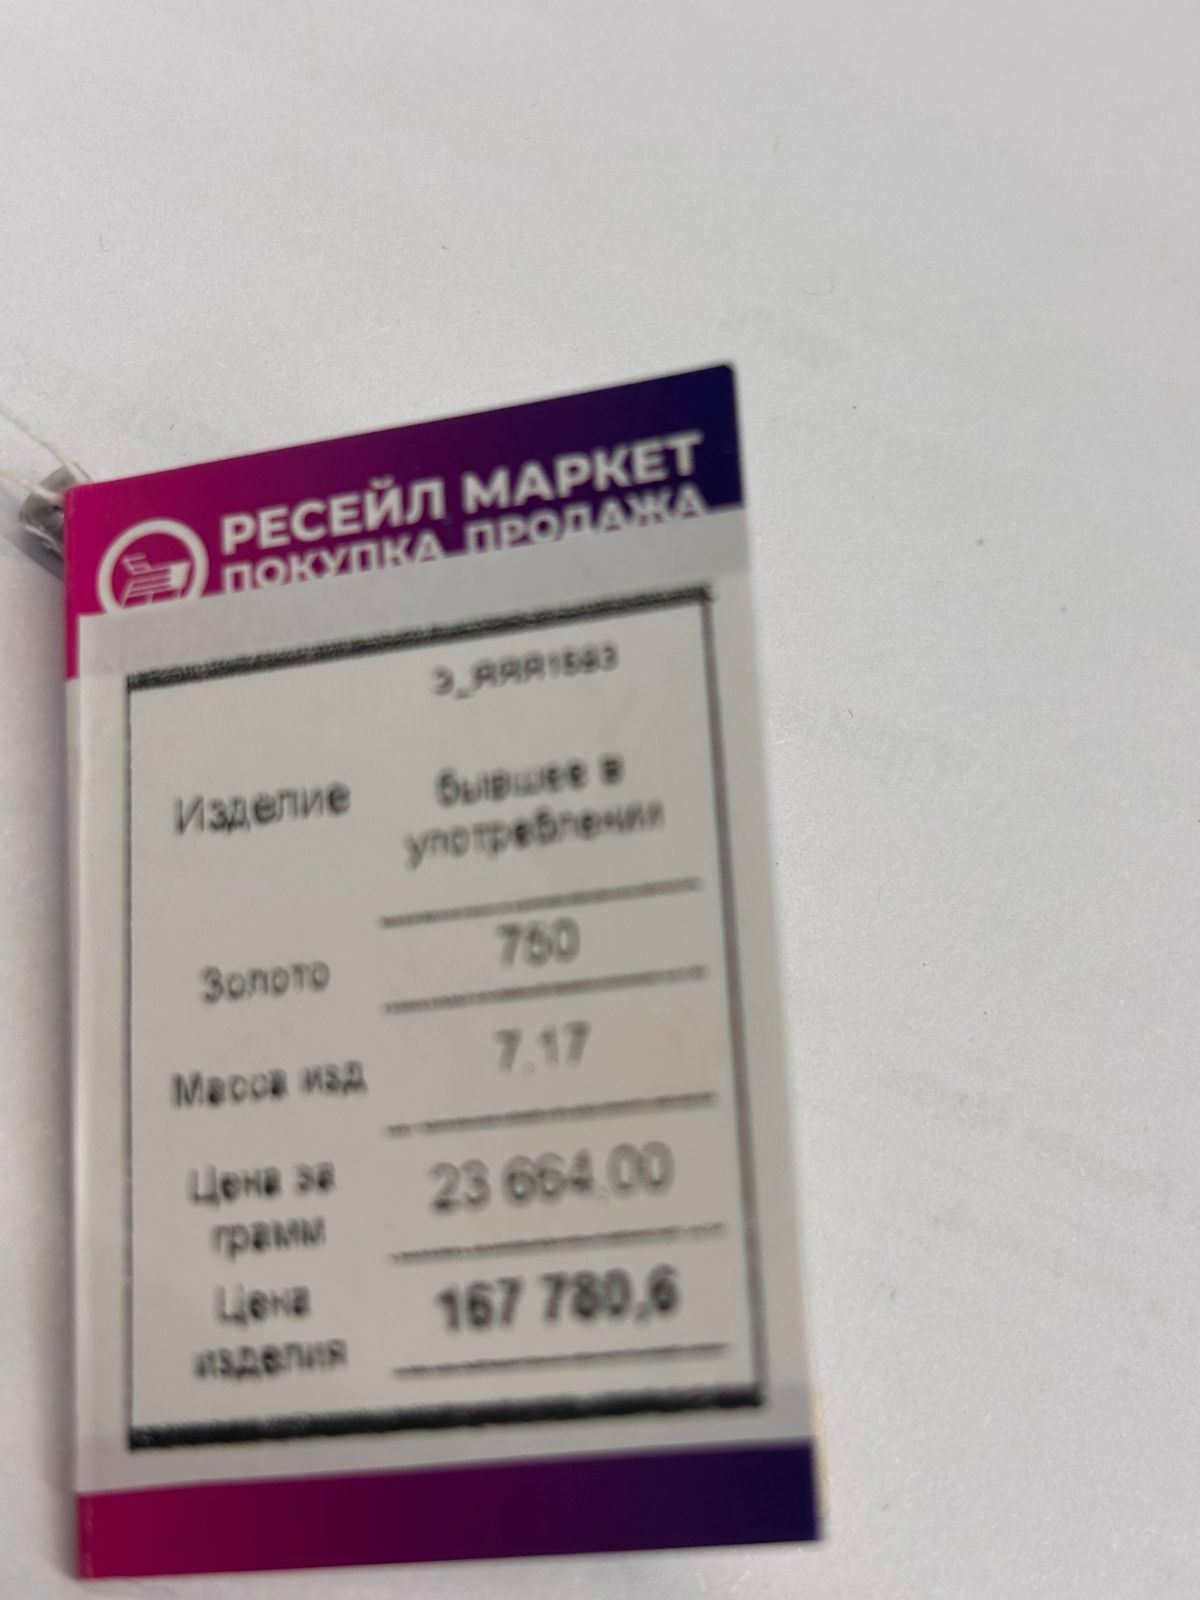 РЕСЕЙЛ МАРКЕТ
ПОКУПКА ПРОДАЖА
Э_ЯЯЯ1593
Изделие бывшее в употреблении
Золото 750
Масса изд 7,17
Цена за грамм 23 664,00
Цена изделия 167 780,6